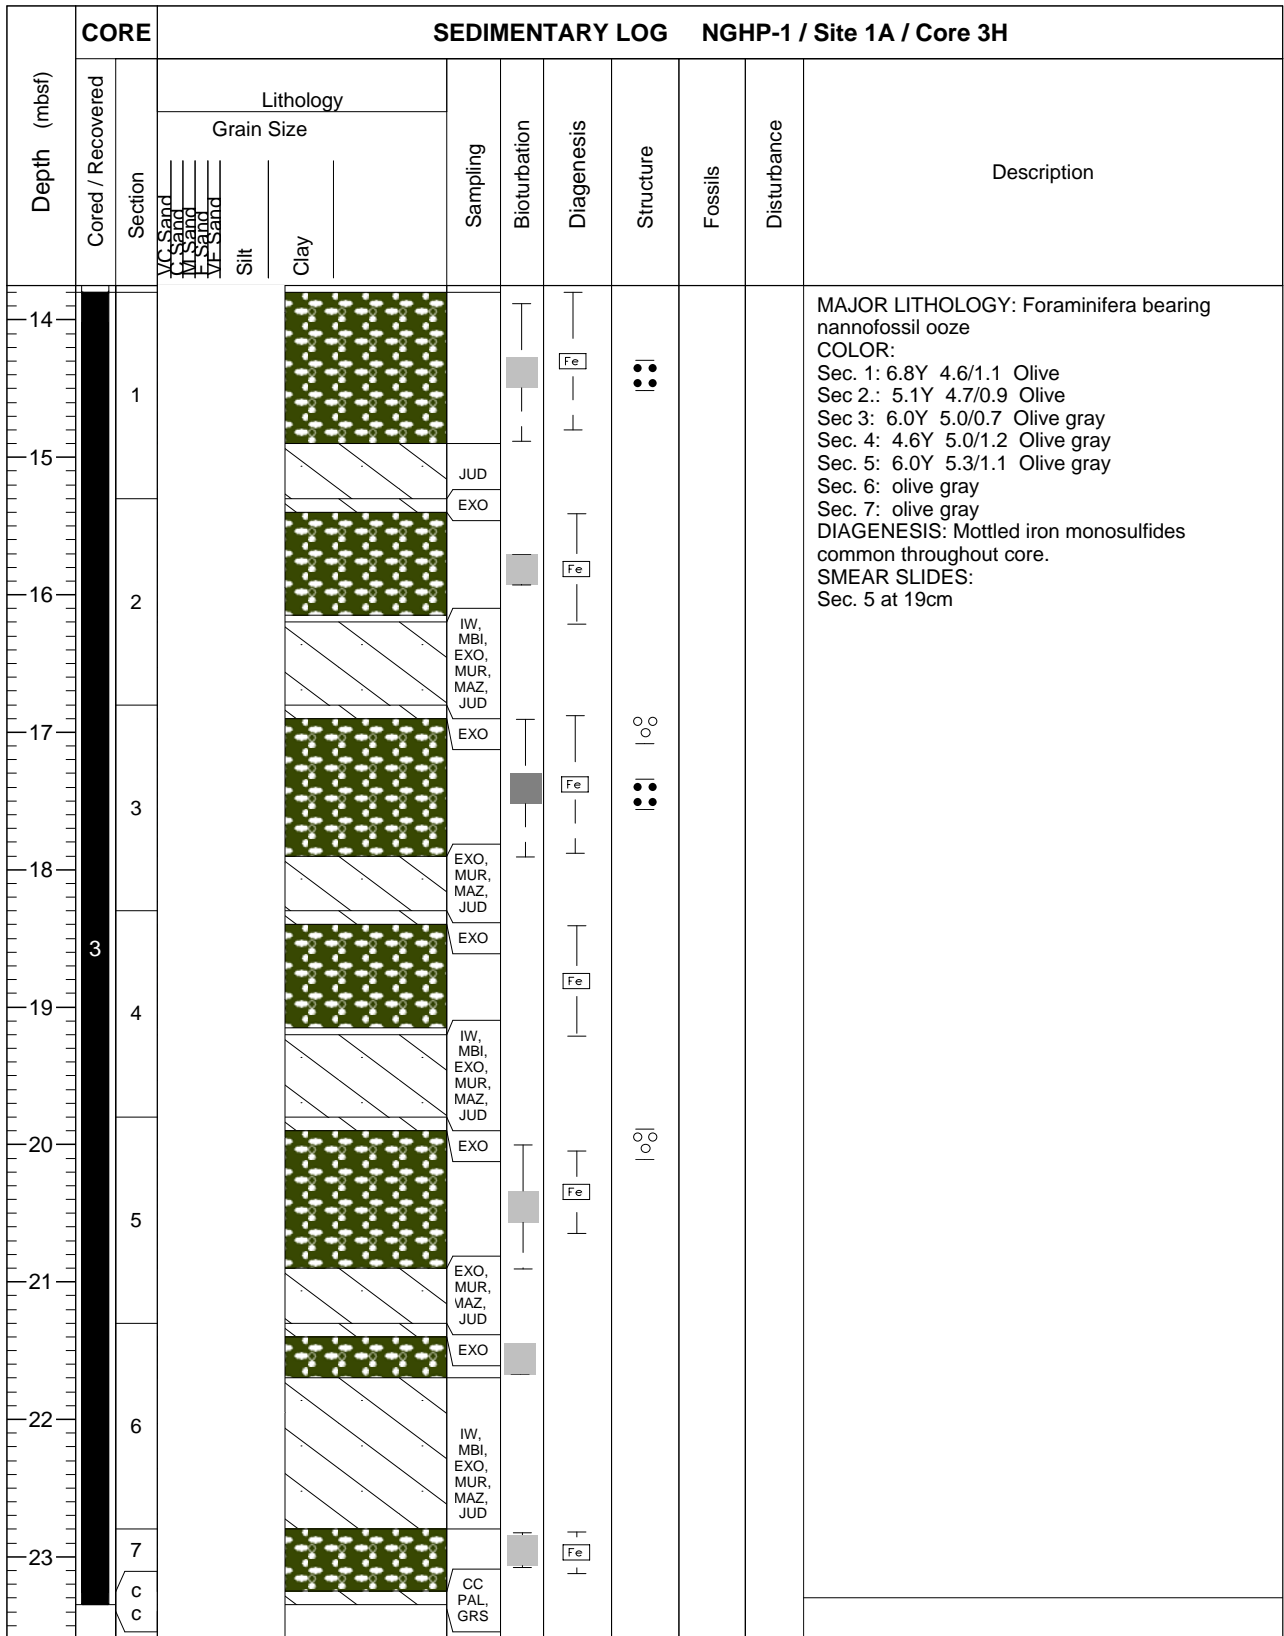 CORE
SEDIMENTARY LOG NGHP-1 / Site 1A / Core 3H
Depth (mbsf)
Cored / Recovered
Section
Lithology
Grain Size
VC Sand
C Sand
M Sand
F Sand
VF Sand
Silt
Clay
Sampling
Bioturbation
Diagenesis
Structure
Fossils
Disturbance
Description
MAJOR LITHOLOGY: Foraminifera bearing
nannofossil ooze
COLOR:
Sec. 1: 6.8Y 4.6/1.1 Olive
Sec 2.: 5.1Y 4.7/0.9 Olive
Sec 3: 6.0Y 5.0/0.7 Olive gray
Sec. 4: 4.6Y 5.0/1.2 Olive gray
Sec. 5: 6.0Y 5.3/1.1 Olive gray
Sec. 6: olive gray
Sec. 7: olive gray
DIAGENESIS: Mottled iron monosulfides
common throughout core.
SMEAR SLIDES:
Sec. 5 at 19cm
14
Fe
1
15
JUD
EXO
Fe
16
2
IW,
MBI,
EXO,
MUR,
MAZ,
JUD
17
EXO
Fe
3
EXO,
MUR,
MAZ,
JUD
18
EXO
3
Fe
19
4
IW,
MBI,
EXO,
MUR,
MAZ,
JUD
20
EXO
Fe
5
21
EXO,
MUR,
MAZ,
JUD
EXO
22
6
IW,
MBI,
EXO,
MUR,
MAZ,
JUD
23
7
Fe
C
C
CC
PAL,
GRS